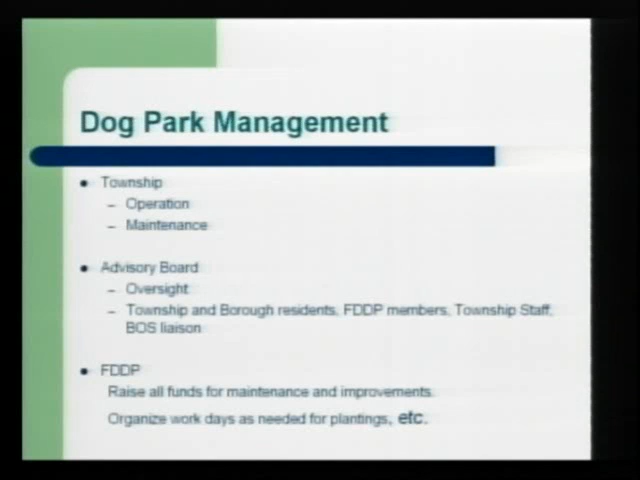 Dog Park Management
• Township
– Operation
– Maintenance
• Advisory Board
– Oversight
– Township and Borough residents, FDDP members, Township Staff,
BOS liaison
• FDDP
Raise all funds for maintenance and improvements.
Organize work days as needed for plantings, etc.